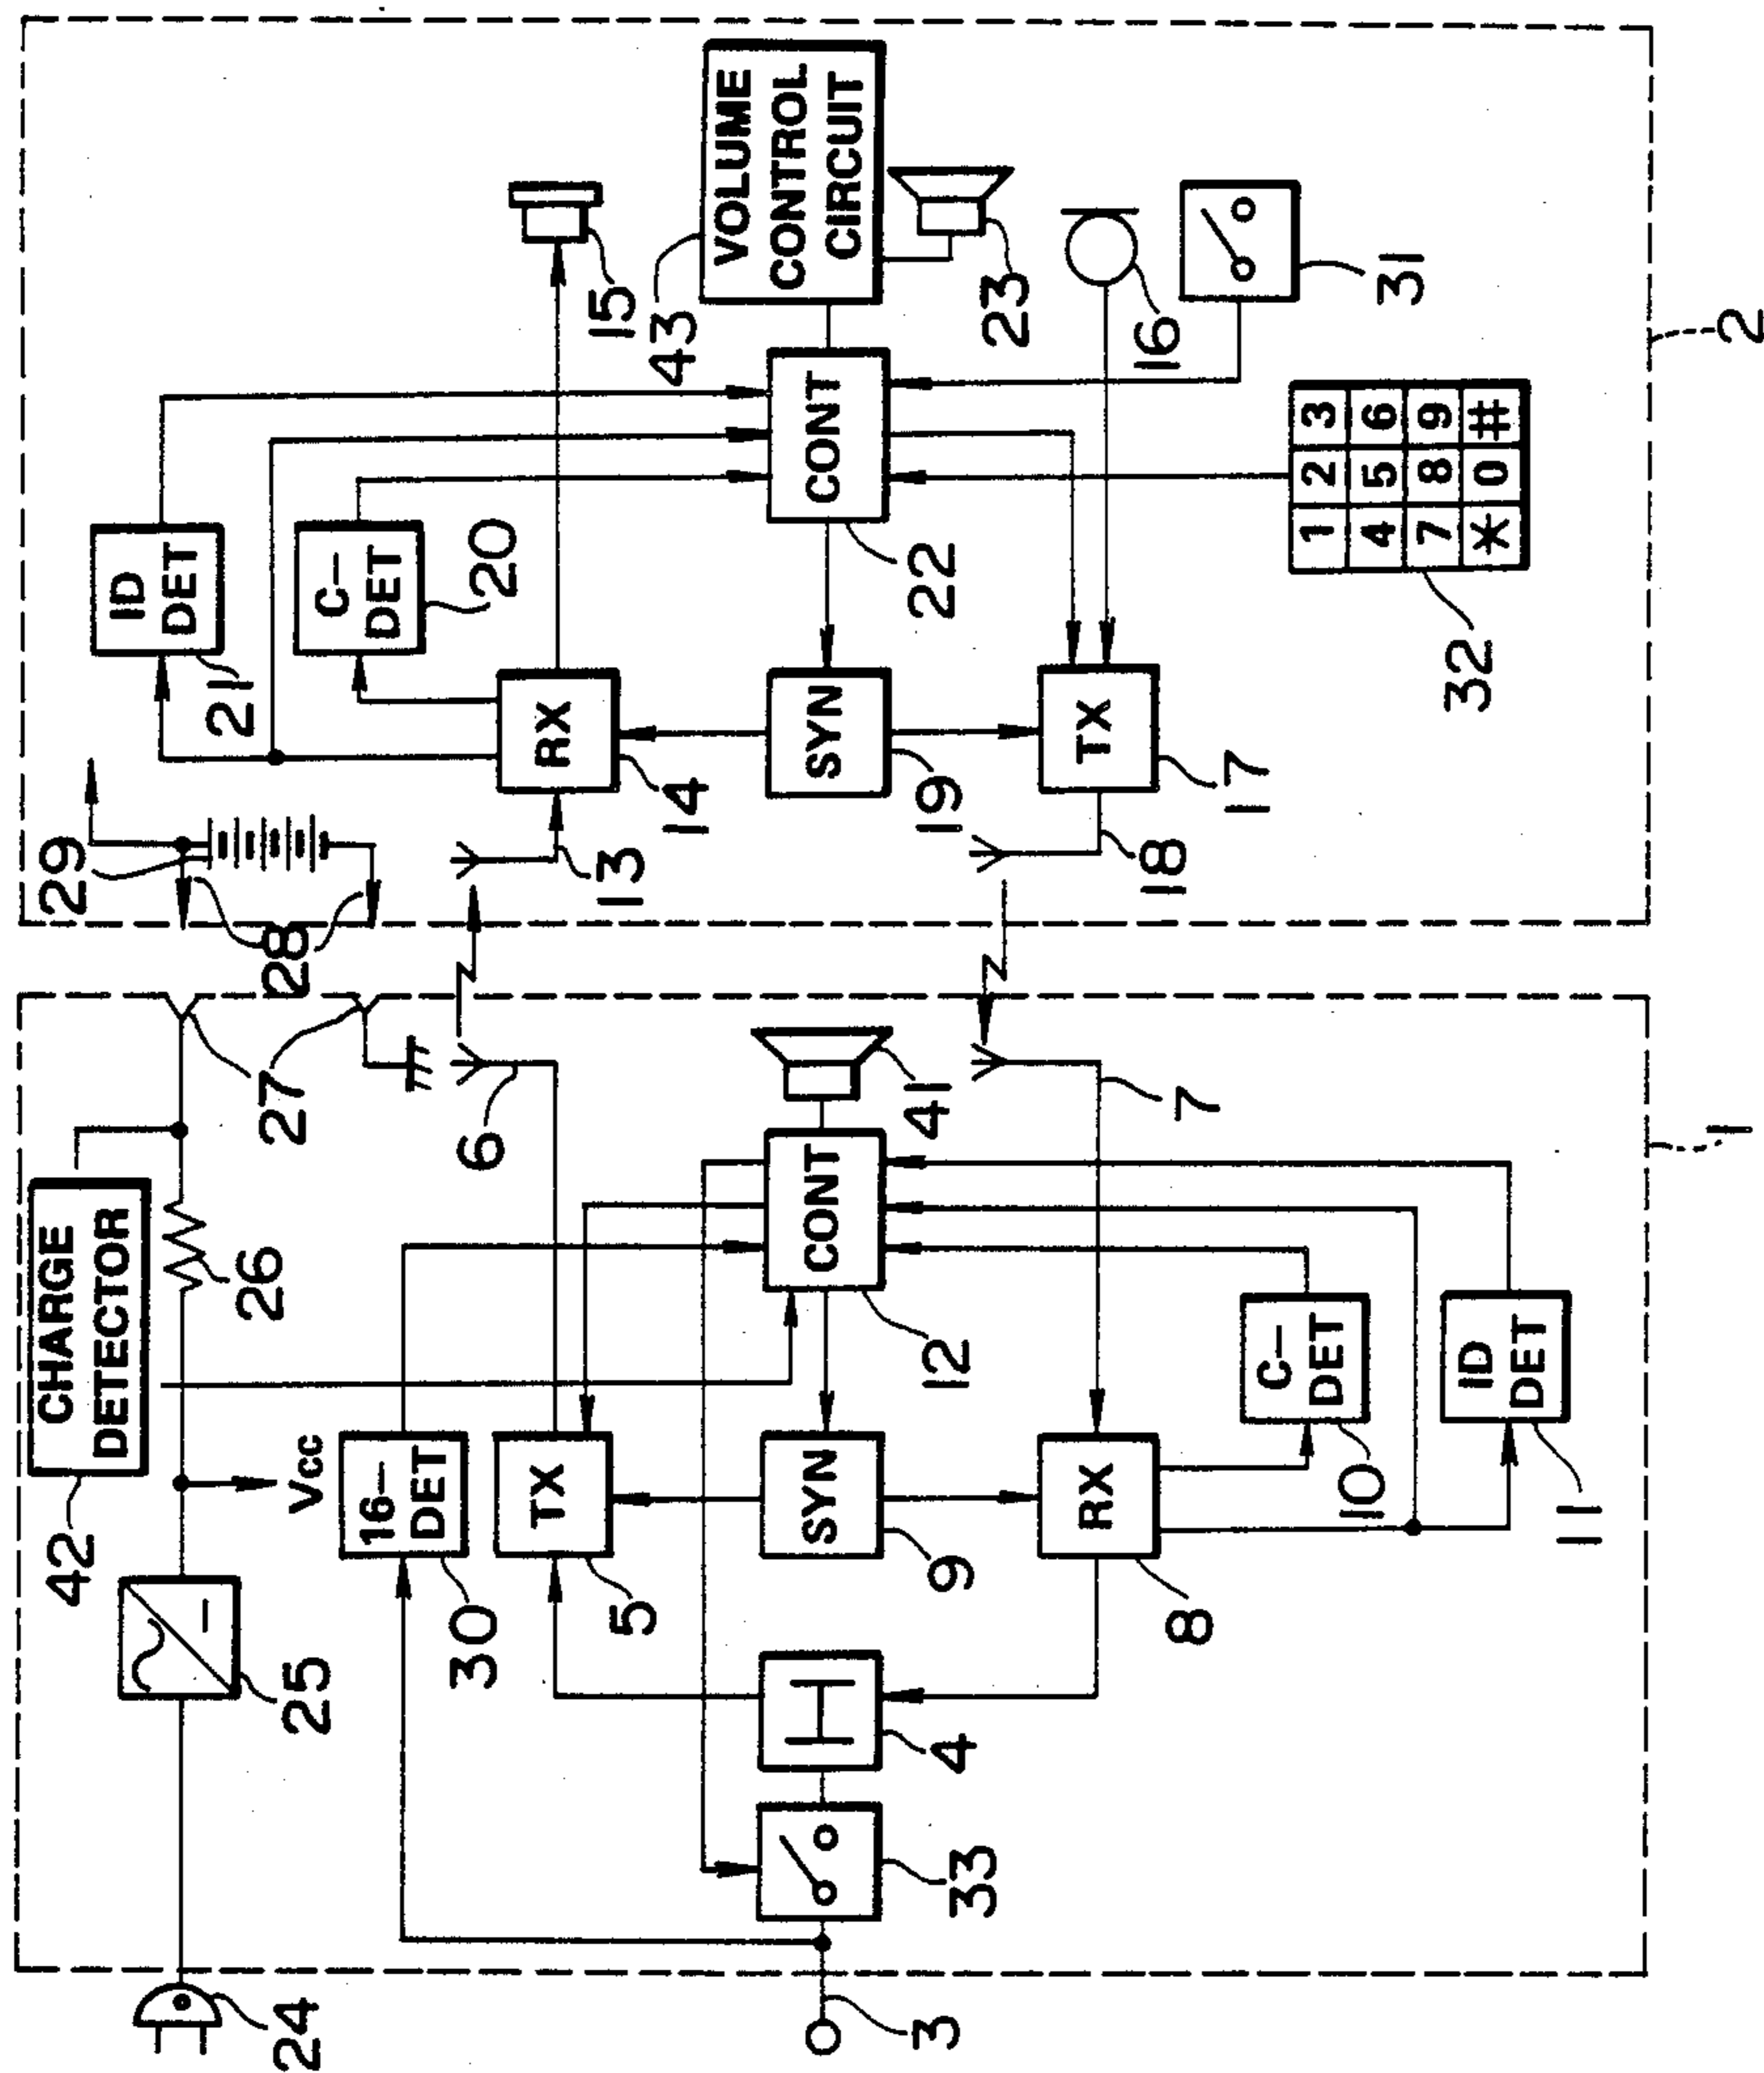 24
25
42
CHARGE
DETECTOR
26
27
28
29
Vcc
30
16-
DET
TX
5
6
3
33
4
SYN
9
CONT
12
41
RX
8
7
C-
DET
10
ID
DET
11
1
ID
DET
21
C-
DET
20
RX
14
13
15
43
VOLUME
CONTROL
CIRCUIT
23
CONT
22
SYN
19
TX
17
18
16
31
1 2 3
4 5 6
7 8 9
* 0 #
32
2